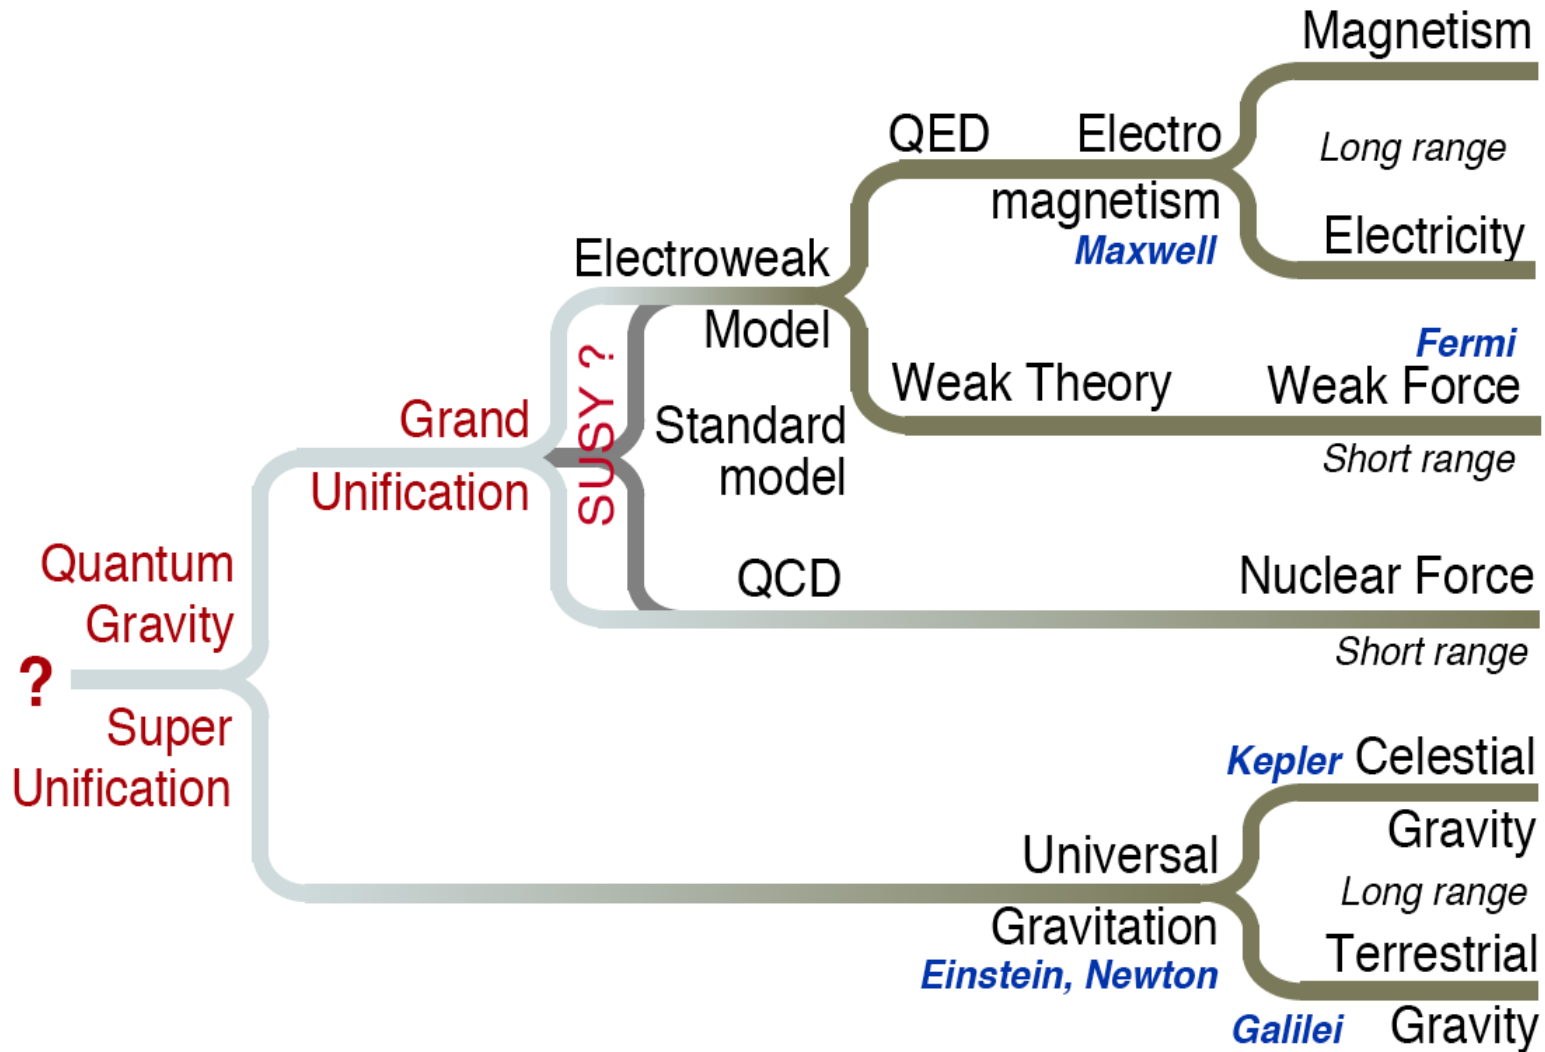 Magnetism
QED Electro
Long range
magnetism
Maxwell
Electricity
Electroweak
Model
Fermi
Weak Theory Weak Force
Short range
Grand
Unification
SUSY ?
Standard
model
QCD Nuclear Force
Short range
Quantum
Gravity
?
Super
Unification
Kepler Celestial
Gravity
Universal
Long range
Gravitation
Einstein, Newton
Terrestrial
Galilei Gravity